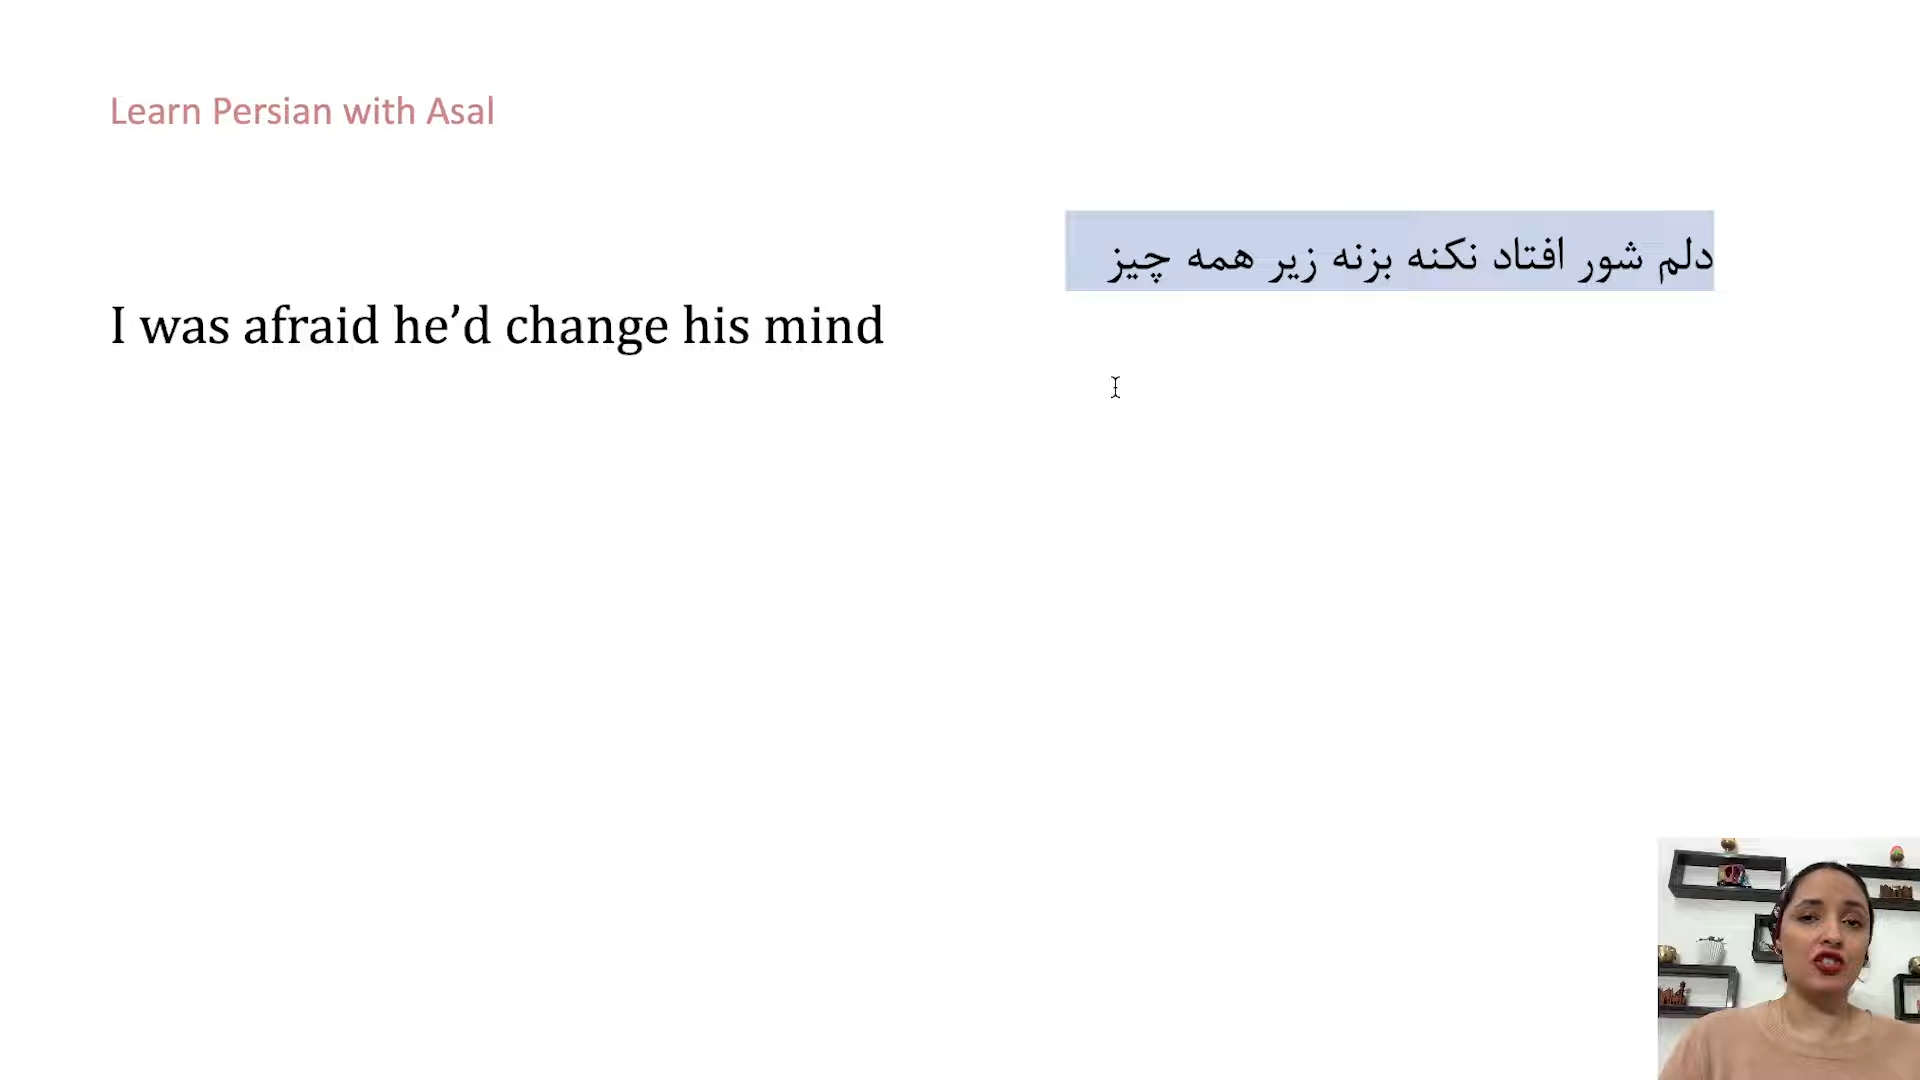 Learn Persian with Asal
دلم شور افتاد نکنه بزنه زیر همه چیز
I was afraid he’d change his mind